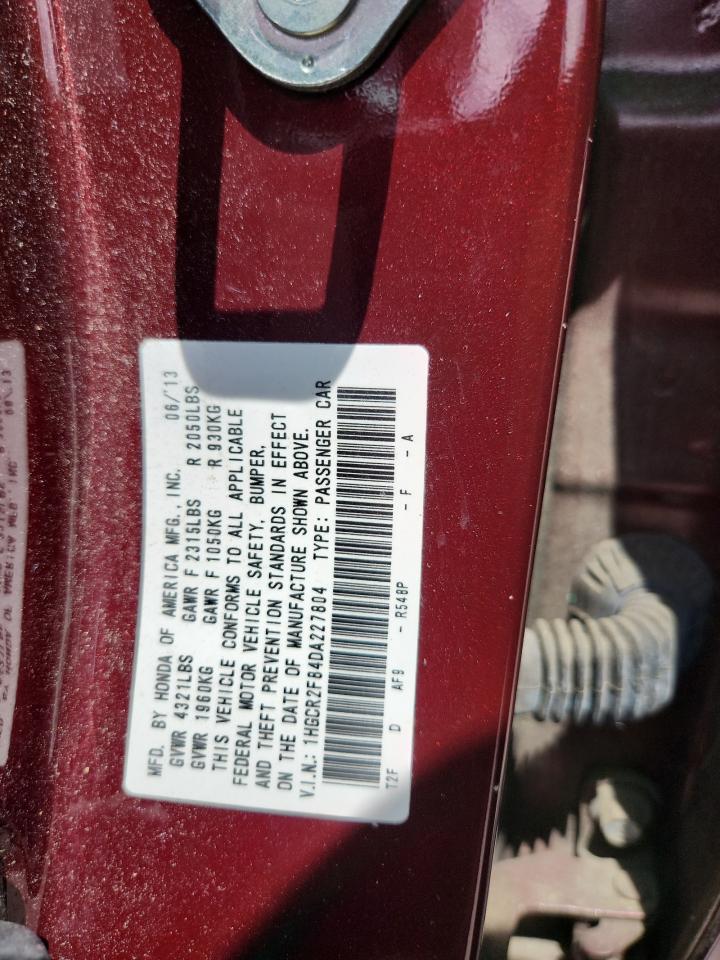 MFD. BY HONDA OF AMERICA MFG., INC. 06/13
GVWR 4321LBS GAWR F 2315LBS R 2050LBS
GVWR 1960KG GAWR F 1050KG R 930KG
THIS VEHICLE CONFORMS TO ALL APPLICABLE
FEDERAL MOTOR VEHICLE SAFETY, BUMPER,
AND THEFT PREVENTION STANDARDS IN EFFECT
ON THE DATE OF MANUFACTURE SHOWN ABOVE.
V.I.N.: 1HGCR2F84DA227804 TYPE: PASSENGER CAR
T2F D AF9 - R548P - F - A